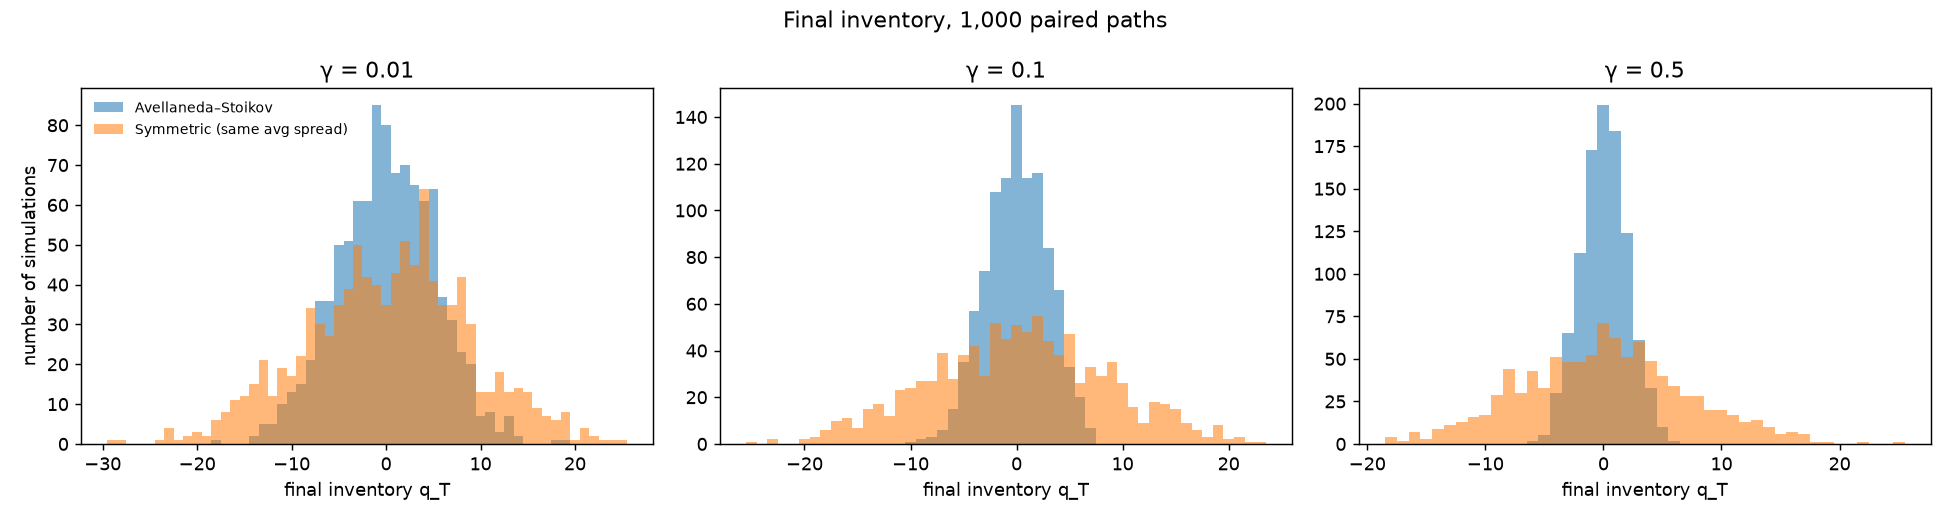 Final inventory, 1,000 paired paths
γ = 0.01
Avellaneda–Stoikov
Symmetric (same avg spread)
number of simulations
80
70
60
50
40
30
20
10
0
−30 −20 −10 0 10 20
final inventory q_T
γ = 0.1
140
120
100
80
60
40
20
0
−20 −10 0 10 20
final inventory q_T
γ = 0.5
200
175
150
125
100
75
50
25
0
−20 −10 0 10 20
final inventory q_T